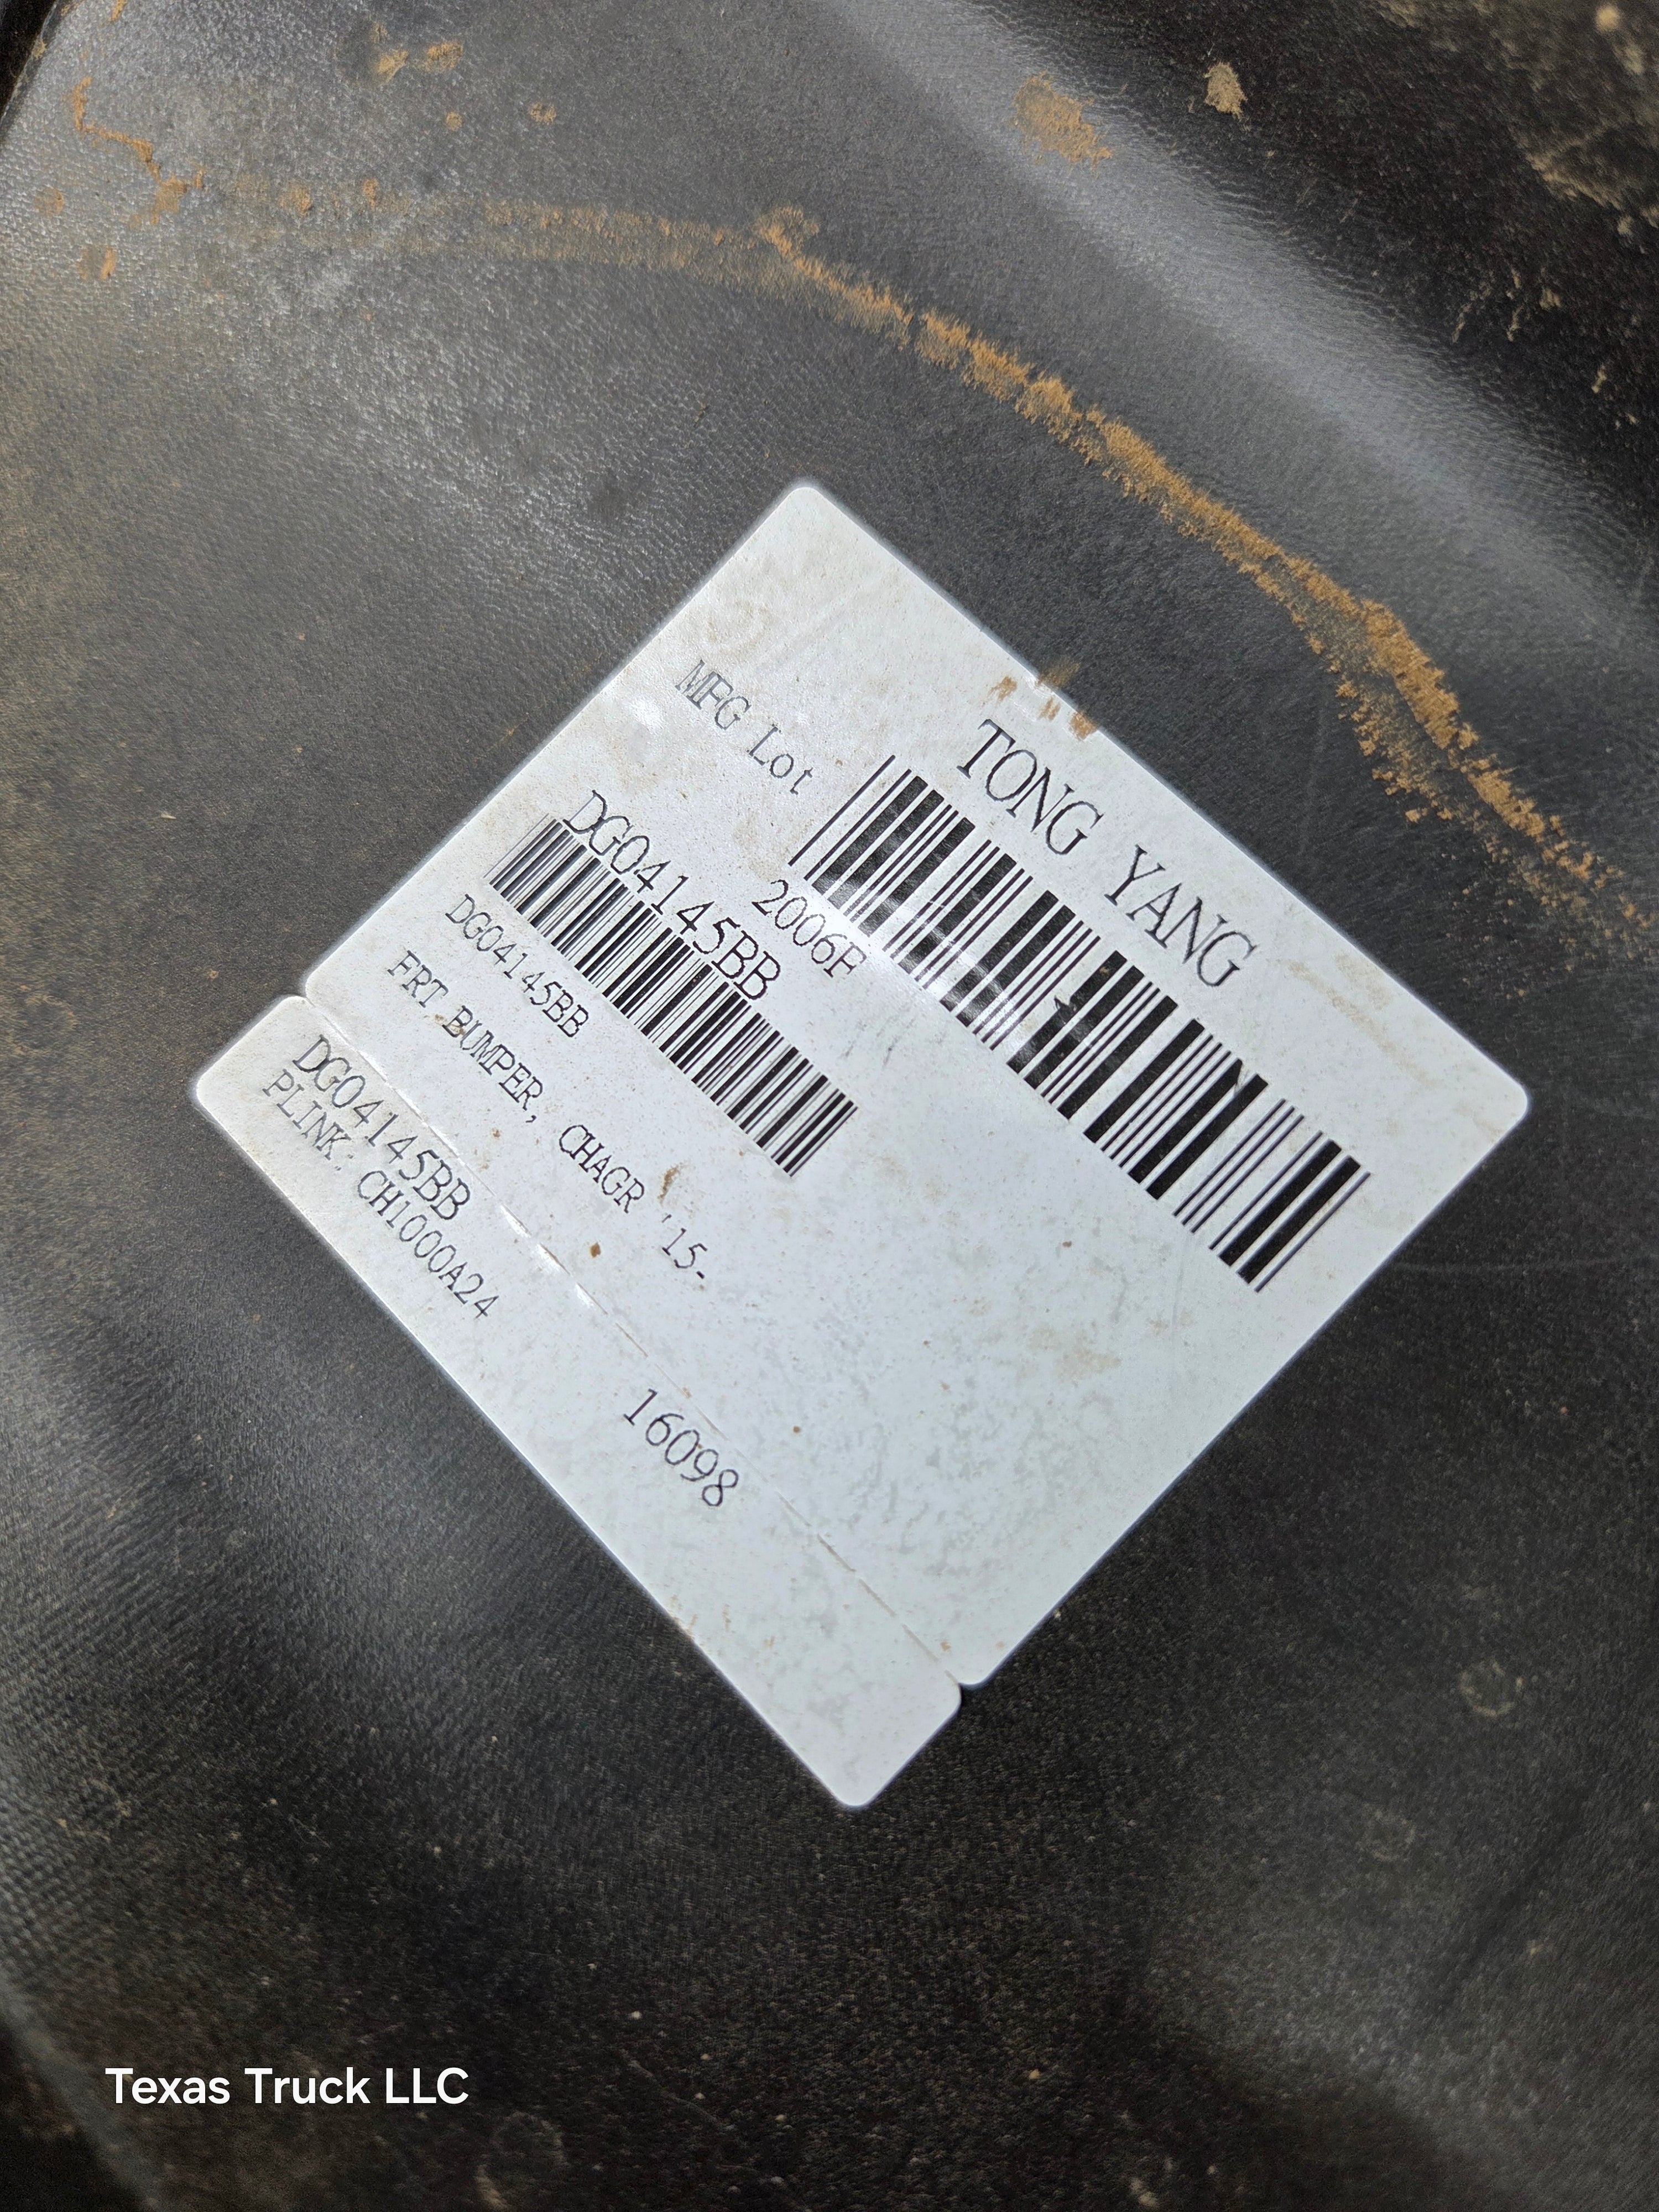 TONG YANG
MFG Lot
2006F
DG04145BB
DG04145BB
FRT BUMPER, CHAGR '15-
DG04145BB
PLINK: CH1000A24
16098
Texas Truck LLC